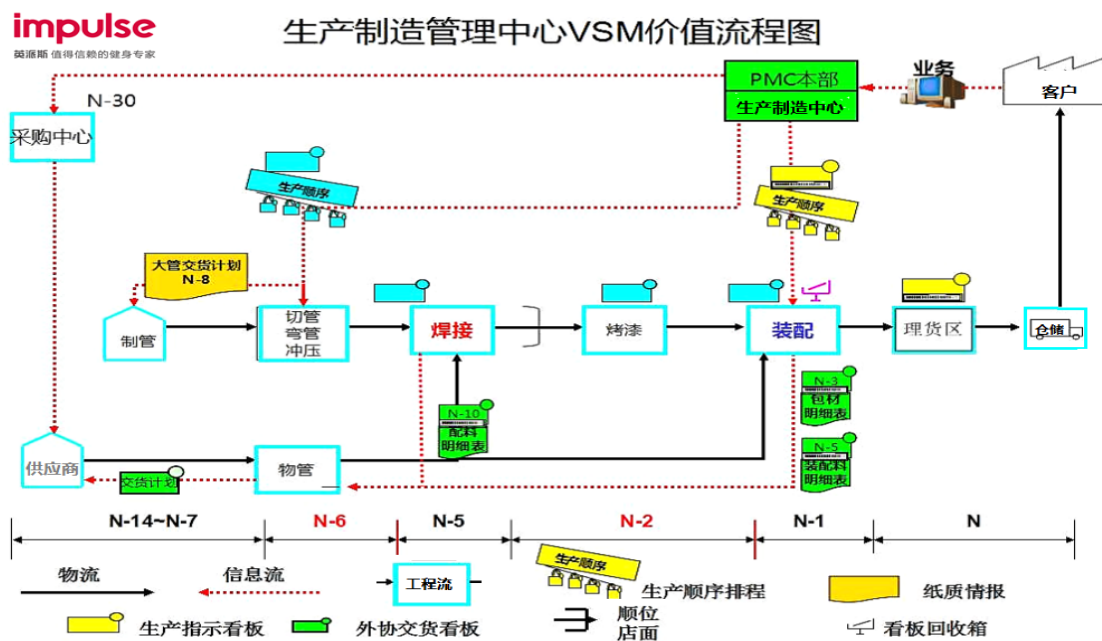 impulse
英派斯 值得信赖的健身专家
生产制造管理中心VSM价值流程图
PMC本部
生产制造中心
业务
客户
N-30
采购中心
生产顺序
生产顺序
大管交货计划
N-8
制管
切管
弯管
冲压
焊接
烤漆
装配
理货区
仓储
N-10
配料
明细表
N-3
包材
明细表
N-5
装配料
明细表
供应商
交货计划
物管
N-14~N-7
N-6
N-5
N-2
N-1
N
物流
信息流
工程流
生产顺序
生产顺序排程
纸质情报
生产指示看板
外协交货看板
顺位
店面
看板回收箱